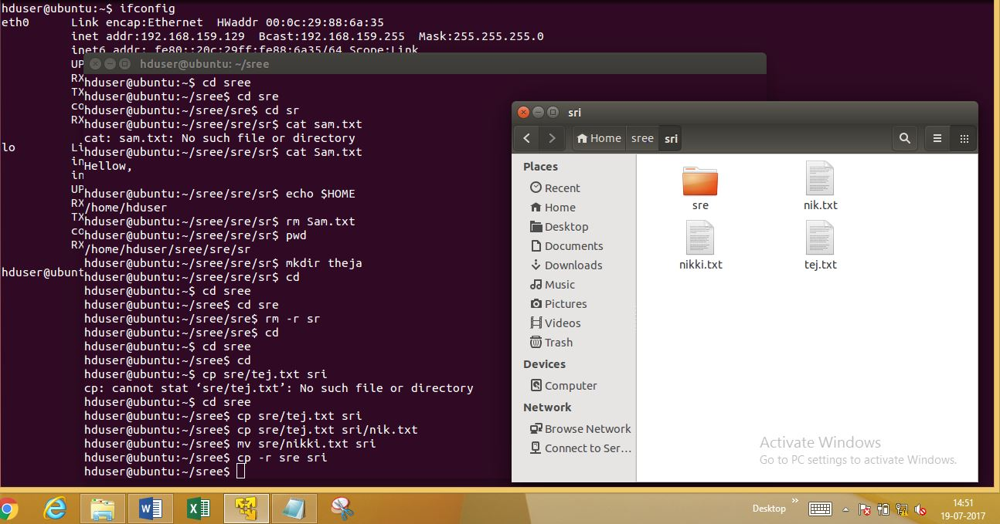 hduser@ubuntu:~$ ifconfig
eth0 Link encap:Ethernet HWaddr 00:0c:29:88:6a:35
inet addr:192.168.159.129 Bcast:192.168.159.255 Mask:255.255.255.0
inet6 addr: fe80::20c:29ff:fe88:6a35/64 Scope:Link
UP
RX
TX
co
RX
lo Li
in
in
UP
RX
TX
co
RX
hduser@ubunt
hduser@ubuntu: ~/sree
hduser@ubuntu:~$ cd sree
hduser@ubuntu:~/sree$ cd sre
hduser@ubuntu:~/sree/sre$ cd sr
hduser@ubuntu:~/sree/sre/sr$ cat sam.txt
cat: sam.txt: No such file or directory
hduser@ubuntu:~/sree/sre/sr$ cat Sam.txt
Hellow,
hduser@ubuntu:~/sree/sre/sr$ echo $HOME
/home/hduser
hduser@ubuntu:~/sree/sre/sr$ rm Sam.txt
hduser@ubuntu:~/sree/sre/sr$ pwd
/home/hduser/sree/sre/sr
hduser@ubuntu:~/sree/sre/sr$ mkdir theja
hduser@ubuntu:~/sree/sre/sr$ cd
hduser@ubuntu:~$ cd sree
hduser@ubuntu:~/sree$ cd sre
hduser@ubuntu:~/sree/sre$ rm -r sr
hduser@ubuntu:~/sree/sre$ cd
hduser@ubuntu:~$ cd sree
hduser@ubuntu:~/sree$ cd
hduser@ubuntu:~$ cp sre/tej.txt sri
cp: cannot stat ‘sre/tej.txt’: No such file or directory
hduser@ubuntu:~$ cd sree
hduser@ubuntu:~/sree$ cp sre/tej.txt sri
hduser@ubuntu:~/sree$ cp sre/tej.txt sri/nik.txt
hduser@ubuntu:~/sree$ mv sre/nikki.txt sri
hduser@ubuntu:~/sree$ cp -r sre sri
hduser@ubuntu:~/sree$
sri
Home sree sri
Places
Recent
Home
Desktop
Documents
Downloads
Music
Pictures
Videos
Trash
Devices
Computer
Network
Browse Network
Connect to Ser…
sre nik.txt
nikki.txt tej.txt
Activate Windows
Go to PC settings to activate Windows.
Desktop
14:51
19-07-2017